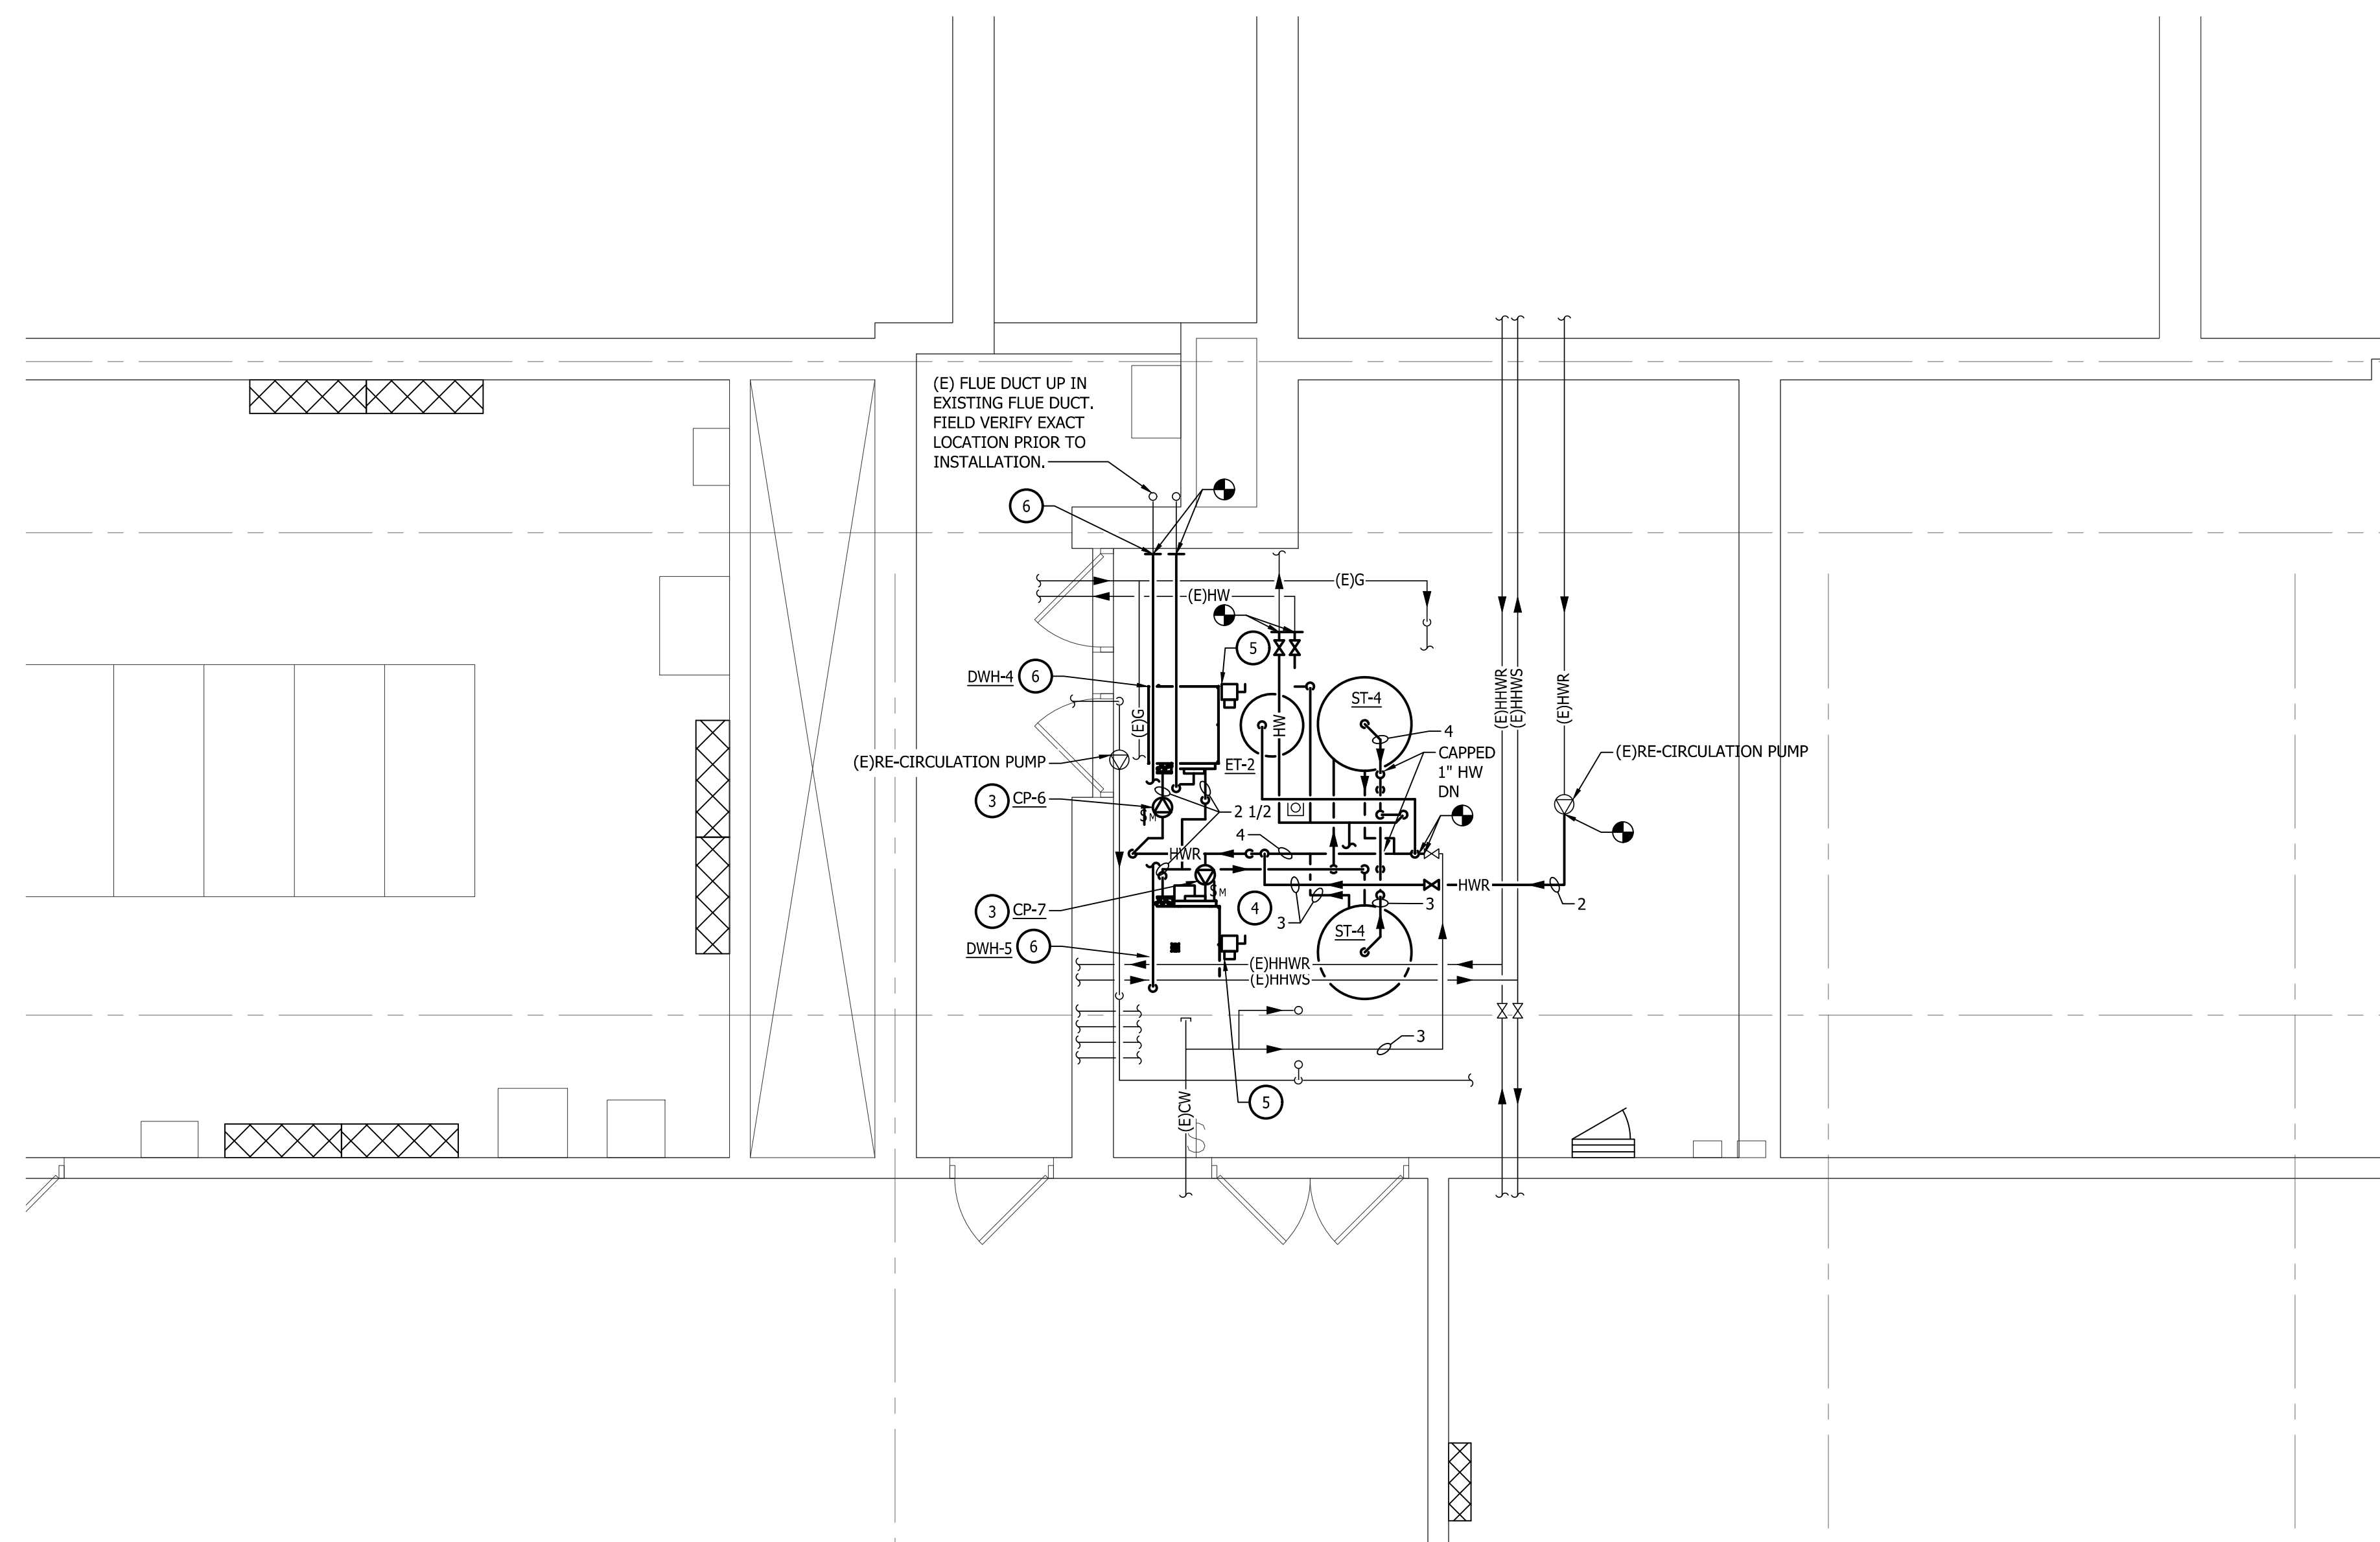 (E) FLUE DUCT UP IN
EXISTING FLUE DUCT.
FIELD VERIFY EXACT
LOCATION PRIOR TO
INSTALLATION.
6
(E)G
(E)HW
5
DWH-4
6
ST-4
HW
(E)G
4
(E)HHWR
(E)HHWS
(E)HWR
(E)RE-CIRCULATION PUMP
ET-2
CAPPED
1" HW
DN
(E)RE-CIRCULATION PUMP
3
CP-6
SM
2 1/2
4
HWR
HWR
2
SM
3
CP-7
4
3
3
DWH-5
6
ST-4
(E)HHWR
(E)HHWS
3
5
(E)CW
S